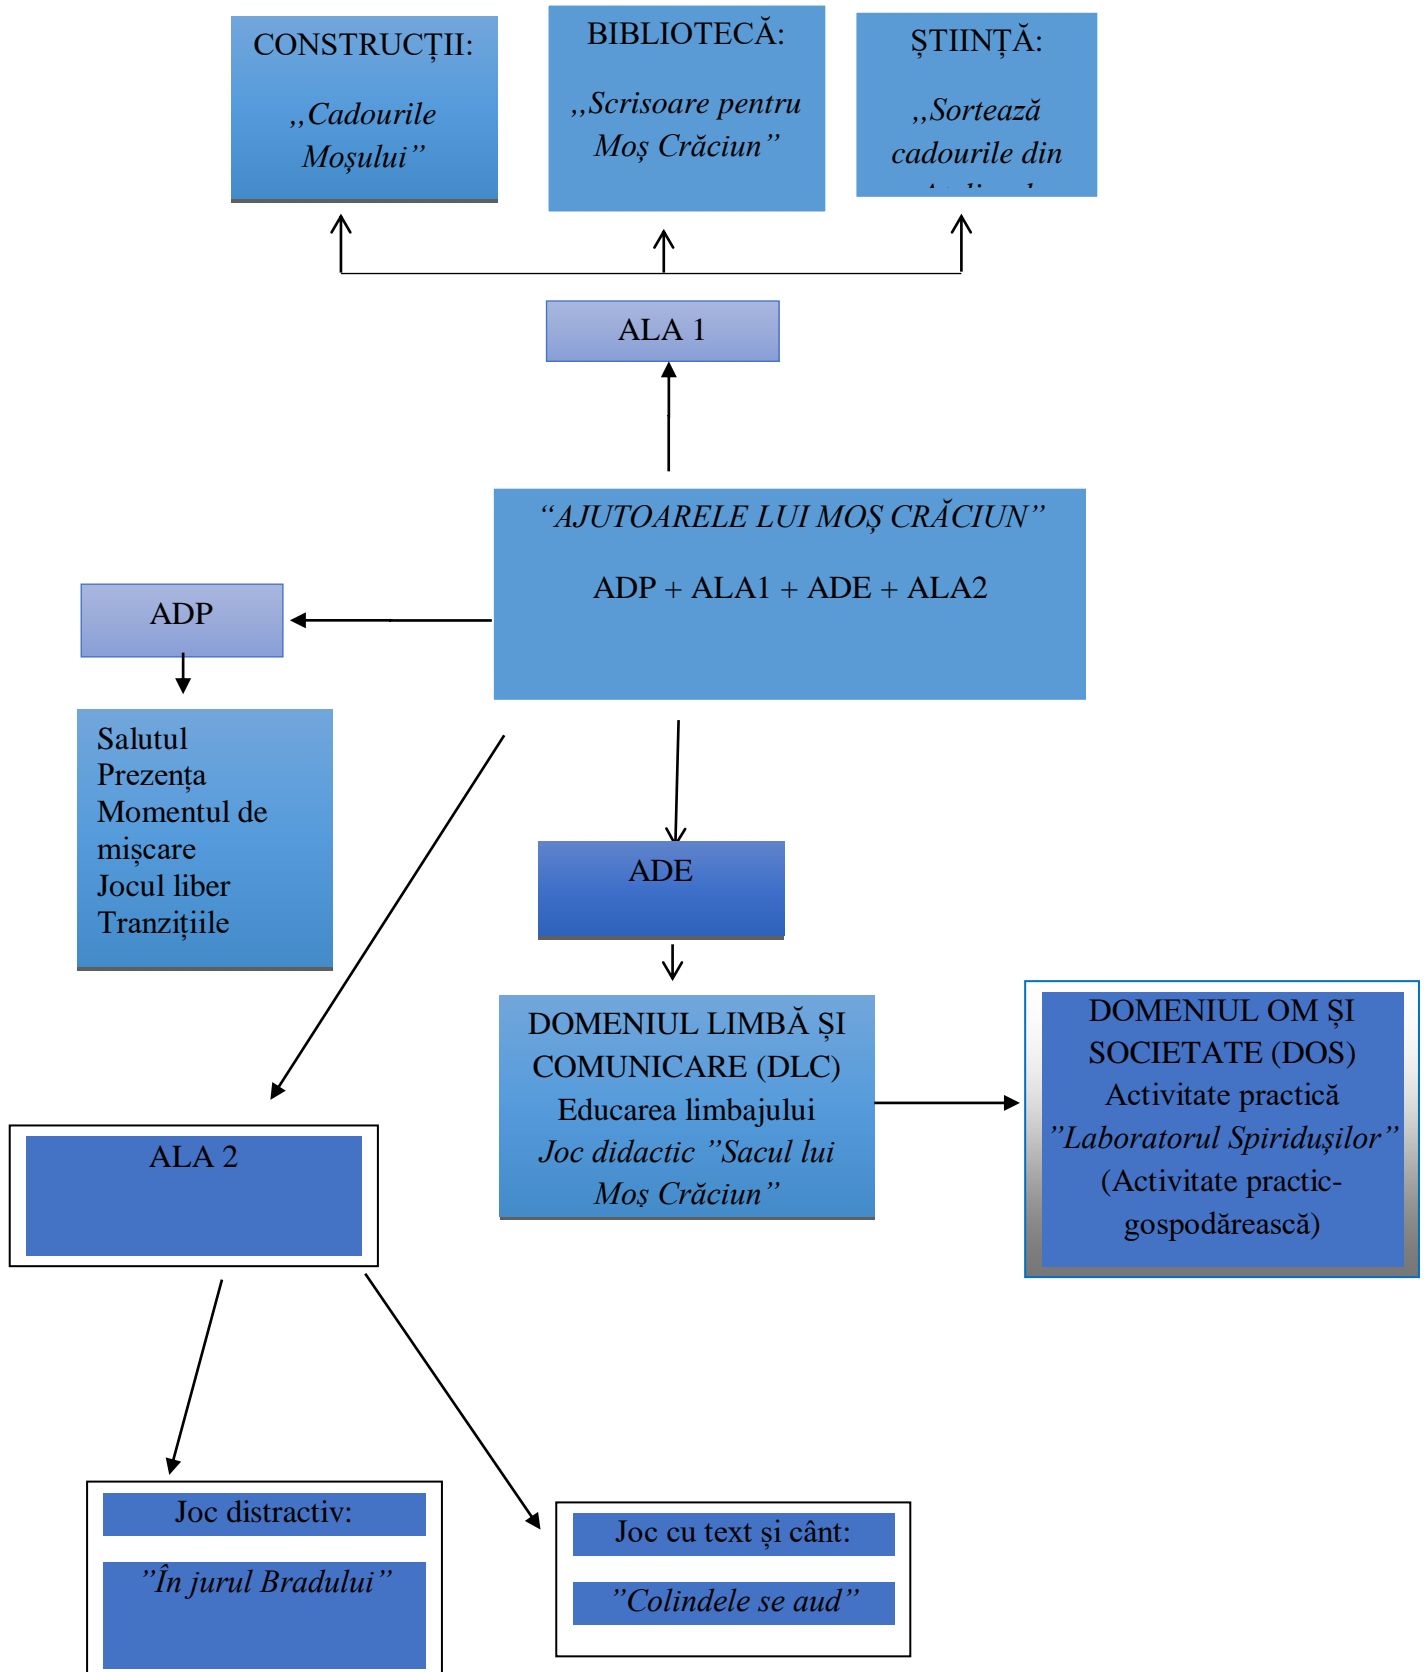 CONSTRUCȚII:
,,Cadourile
Moșului”
BIBLIOTECĂ:
,,Scrisoare pentru
Moș Crăciun”
ȘTIINȚĂ:
,,Sortează
cadourile din
ALA 1
“AJUTOARELE LUI MOȘ CRĂCIUN”
ADP + ALA1 + ADE + ALA2
ADP
Salutul
Prezența
Momentul de
mișcare
Jocul liber
Tranzițiile
ADE
DOMENIUL LIMBĂ ȘI
COMUNICARE (DLC)
Educarea limbajului
Joc didactic ”Sacul lui
Moș Crăciun”
DOMENIUL OM ȘI
SOCIETATE (DOS)
Activitate practică
”Laboratorul Spiridușilor”
(Activitate practic-
gospodărească)
ALA 2
Joc distractiv:
”În jurul Bradului”
Joc cu text și cânt:
”Colindele se aud”